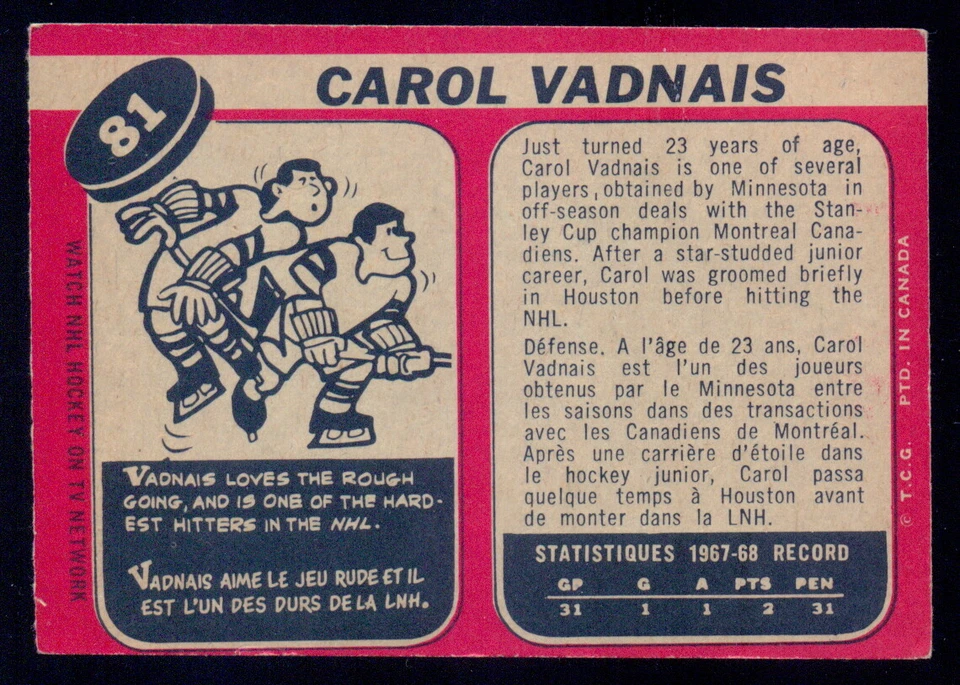 81
CAROL VADNAIS
Just turned 23 years of age,
Carol Vadnais is one of several
players, obtained by Minnesota in
off-season deals with the Stan-
ley Cup champion Montreal Cana-
diens. After a star-studded junior
career, Carol was groomed briefly
in Houston before hitting the
NHL.
Défense. A l'âge de 23 ans, Carol
Vadnais est l'un des joueurs
obtenus par le Minnesota entre
les saisons dans des transactions
avec les Canadiens de Montréal.
Après une carrière d'étoile dans
le hockey junior, Carol passa
quelque temps à Houston avant
de monter dans la LNH.
STATISTIQUES 1967-68 RECORD
GP G A PTS PEN
31 1 1 2 31
VADNAIS LOVES THE ROUGH
GOING, AND IS ONE OF THE HARD-
EST HITTERS IN THE NHL.
VADNAIS AIME LE JEU RUDE ET IL
EST L'UN DES DURS DE LA LNH.
WATCH NHL HOCKEY ON TV NETWORK
© T.C.G. PTD. IN CANADA